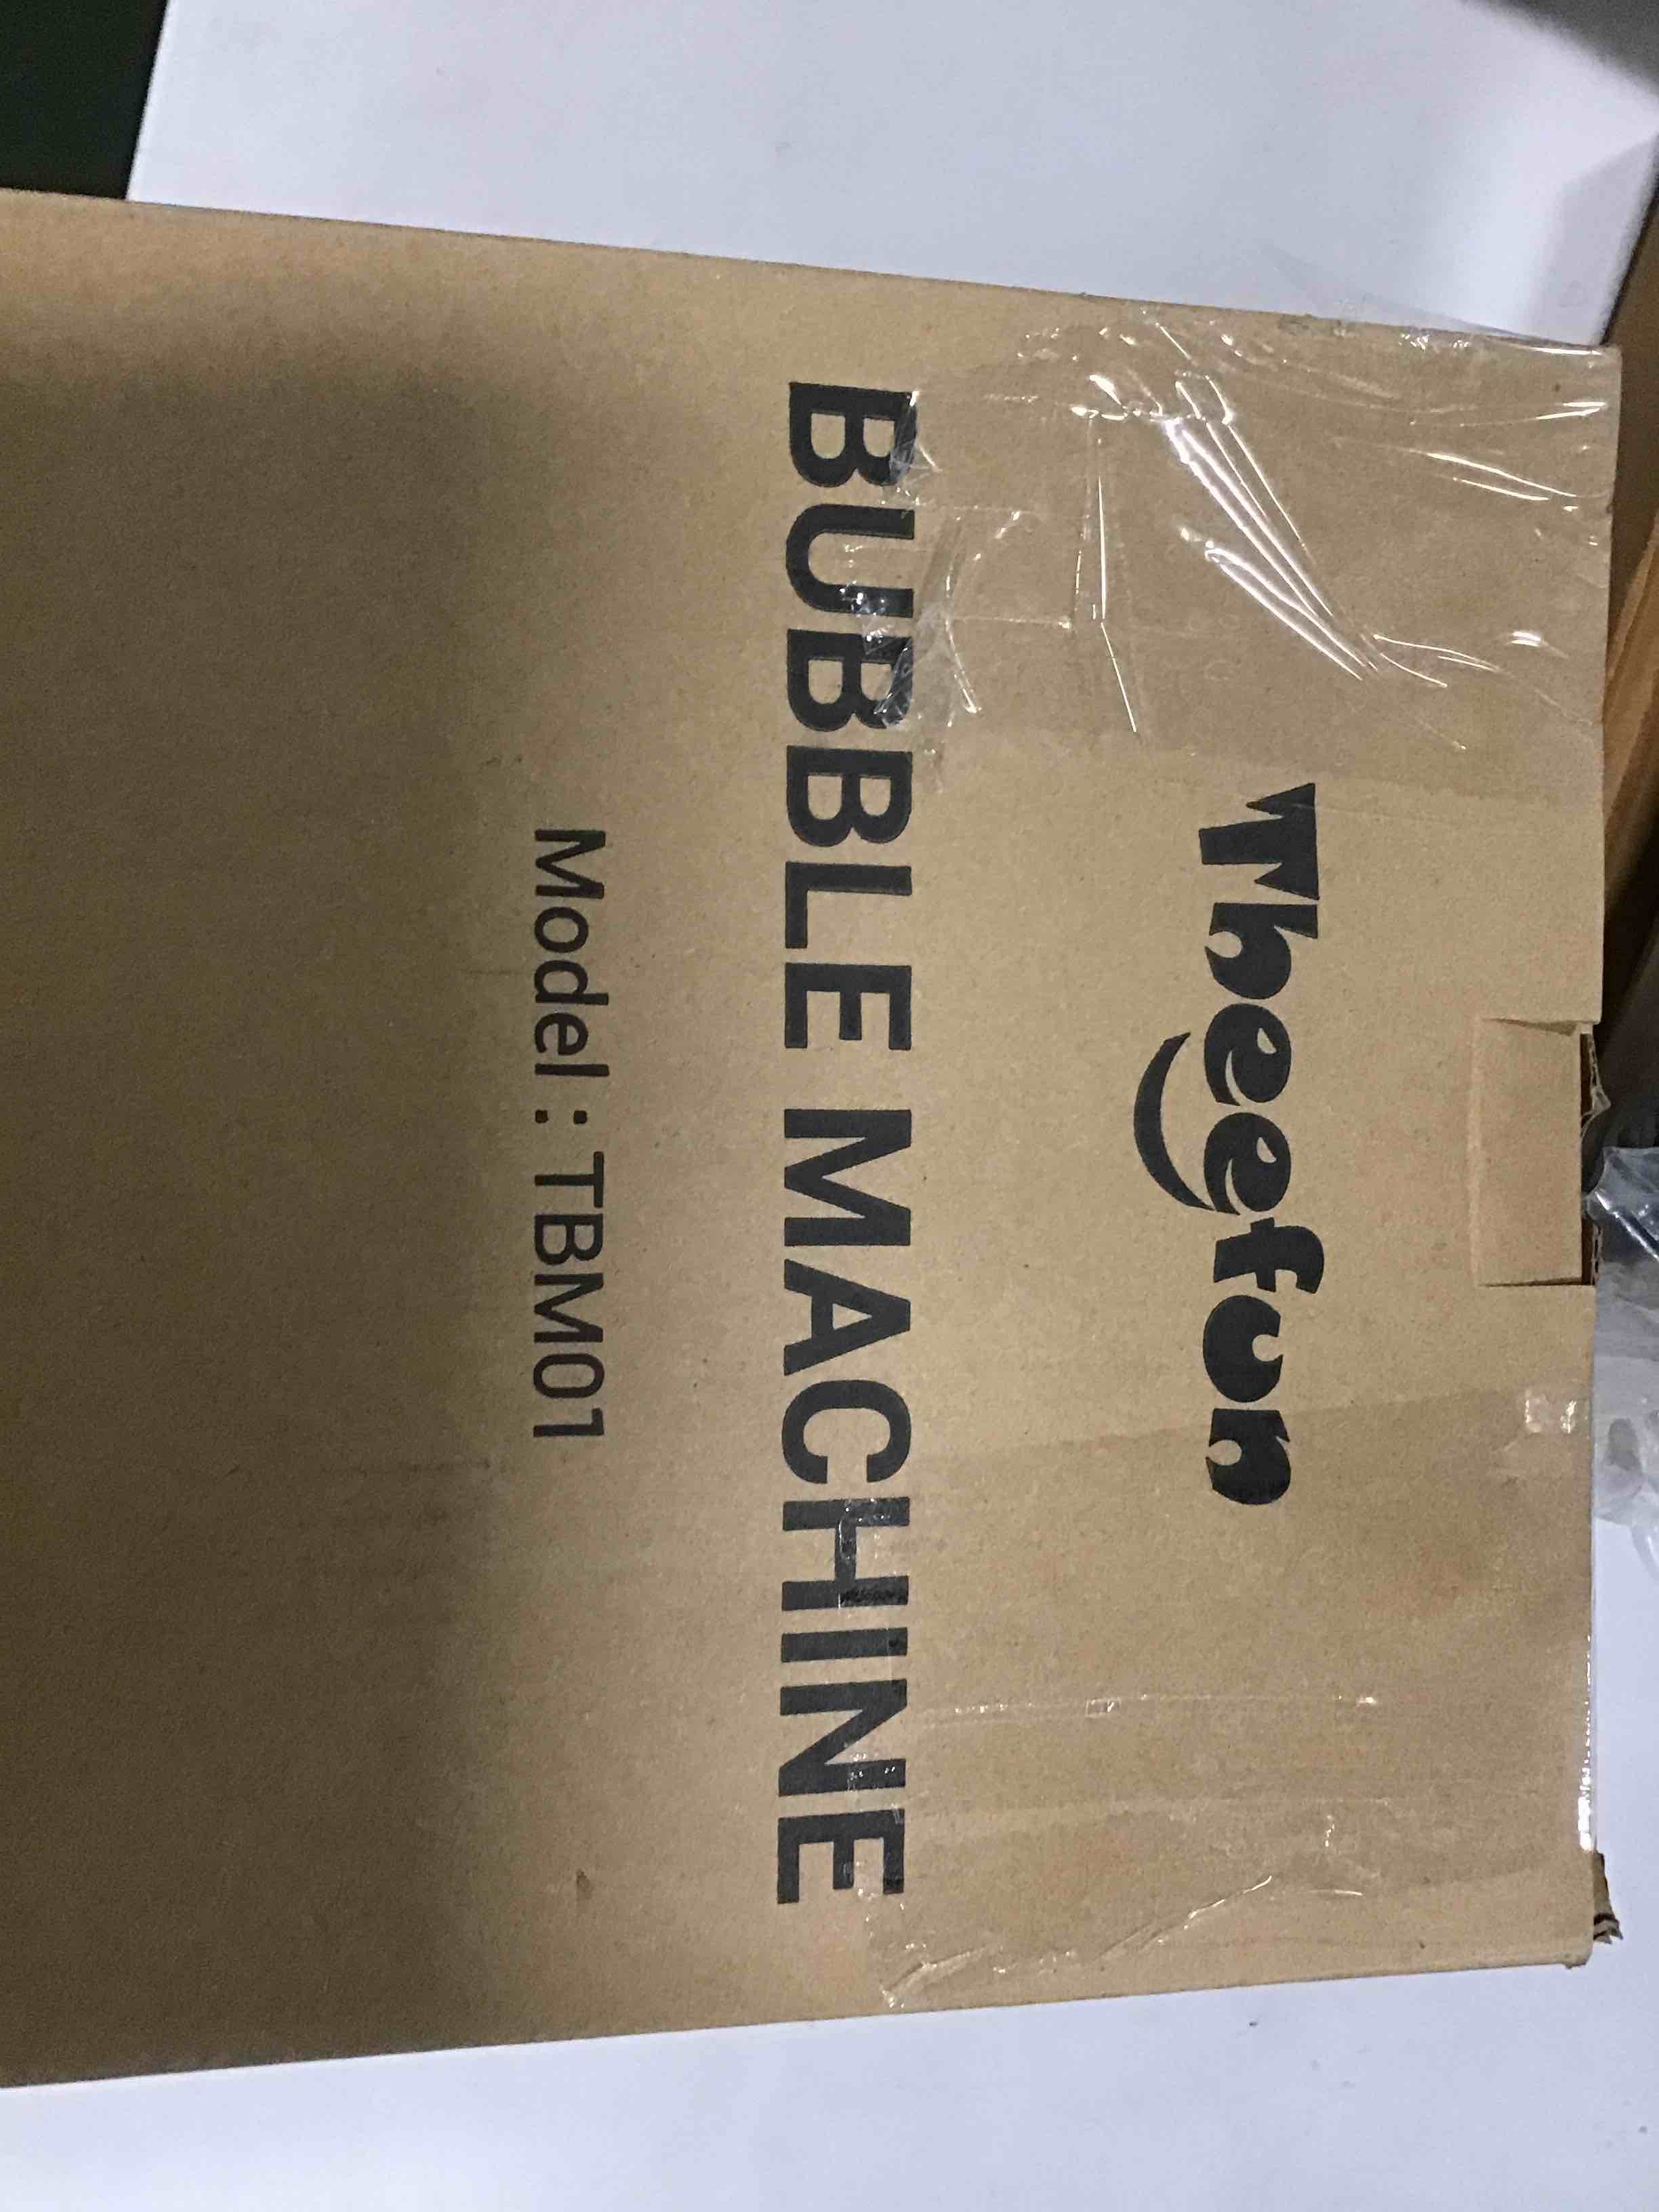 Theefun
BUBBLE MACHINE
Model : TBM01